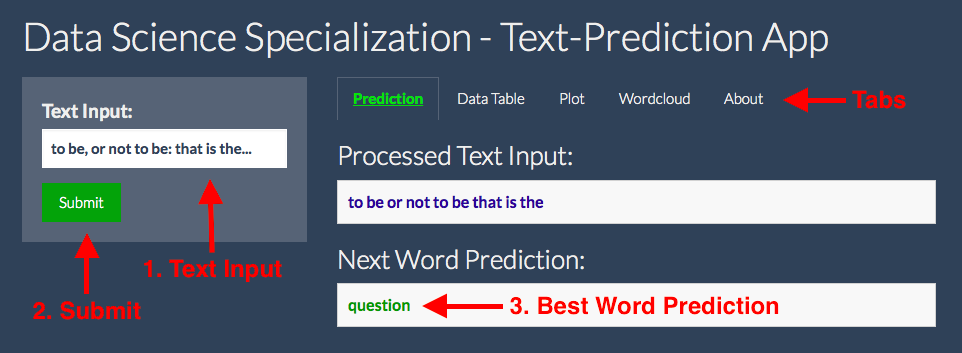 Data Science Specialization - Text-Prediction App
Text Input:
to be, or not to be: that is the...
Submit
1. Text Input
2. Submit
Prediction Data Table Plot Wordcloud About
Tabs
Processed Text Input:
to be or not to be that is the
Next Word Prediction:
question
3. Best Word Prediction